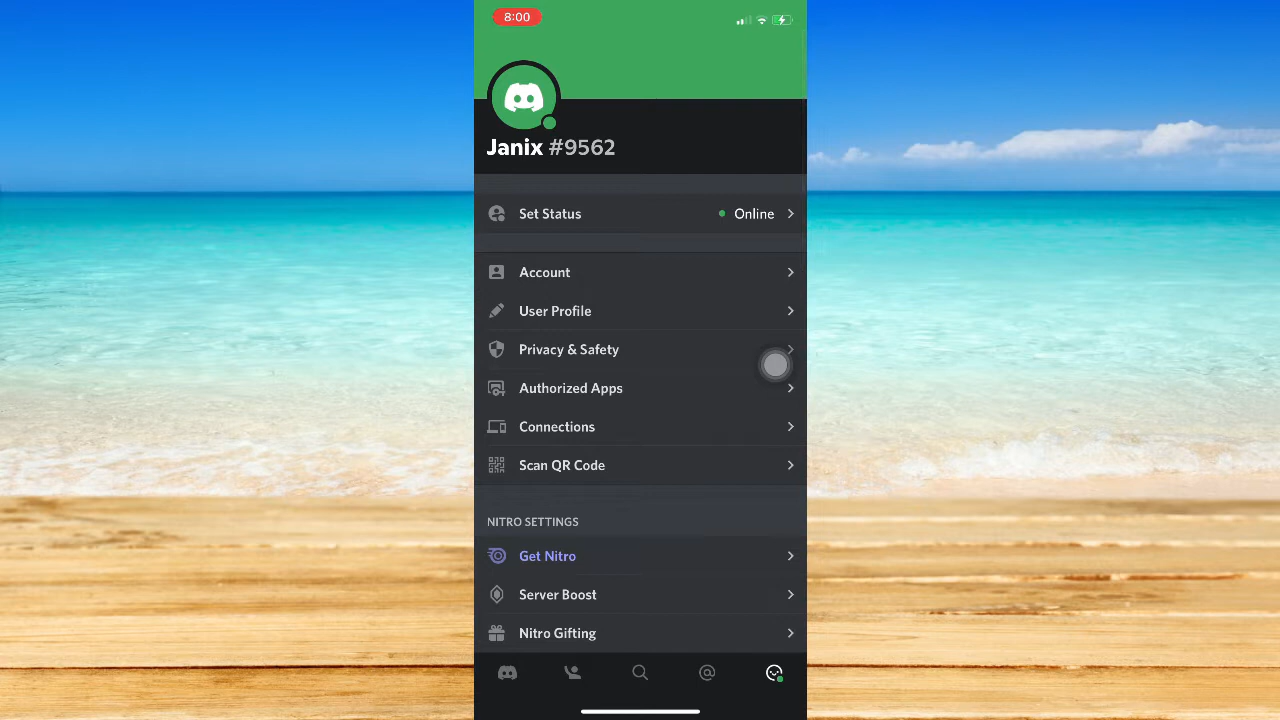 8:00
Janix #9562
Set Status Online
Account
User Profile
Privacy & Safety
Authorized Apps
Connections
Scan QR Code
NITRO SETTINGS
Get Nitro
Server Boost
Nitro Gifting